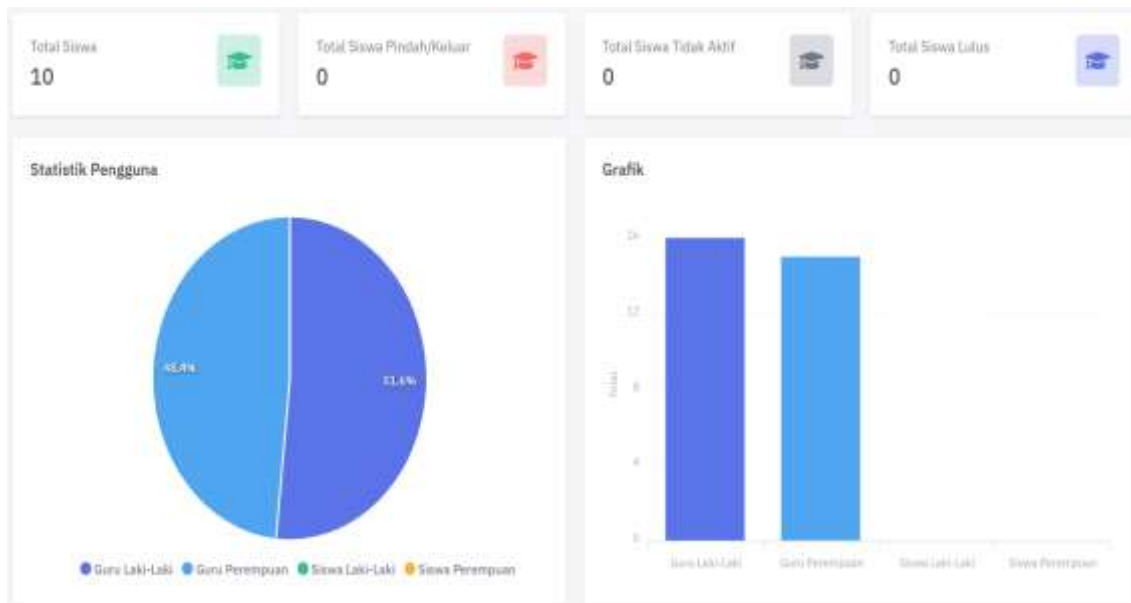 Total Siswa
10
Total Siswa Pindah/Keluar
0
Total Siswa Tidak Aktif
0
Total Siswa Lulus
0
Statistik Pengguna
48.4%
51.6%
Guru Laki-Laki Guru Perempuan Siswa Laki-Laki Siswa Perempuan
Grafik
16
12
8
4
0
Total
Guru Laki-Laki Guru Perempuan Siswa Laki-Laki Siswa Perempuan